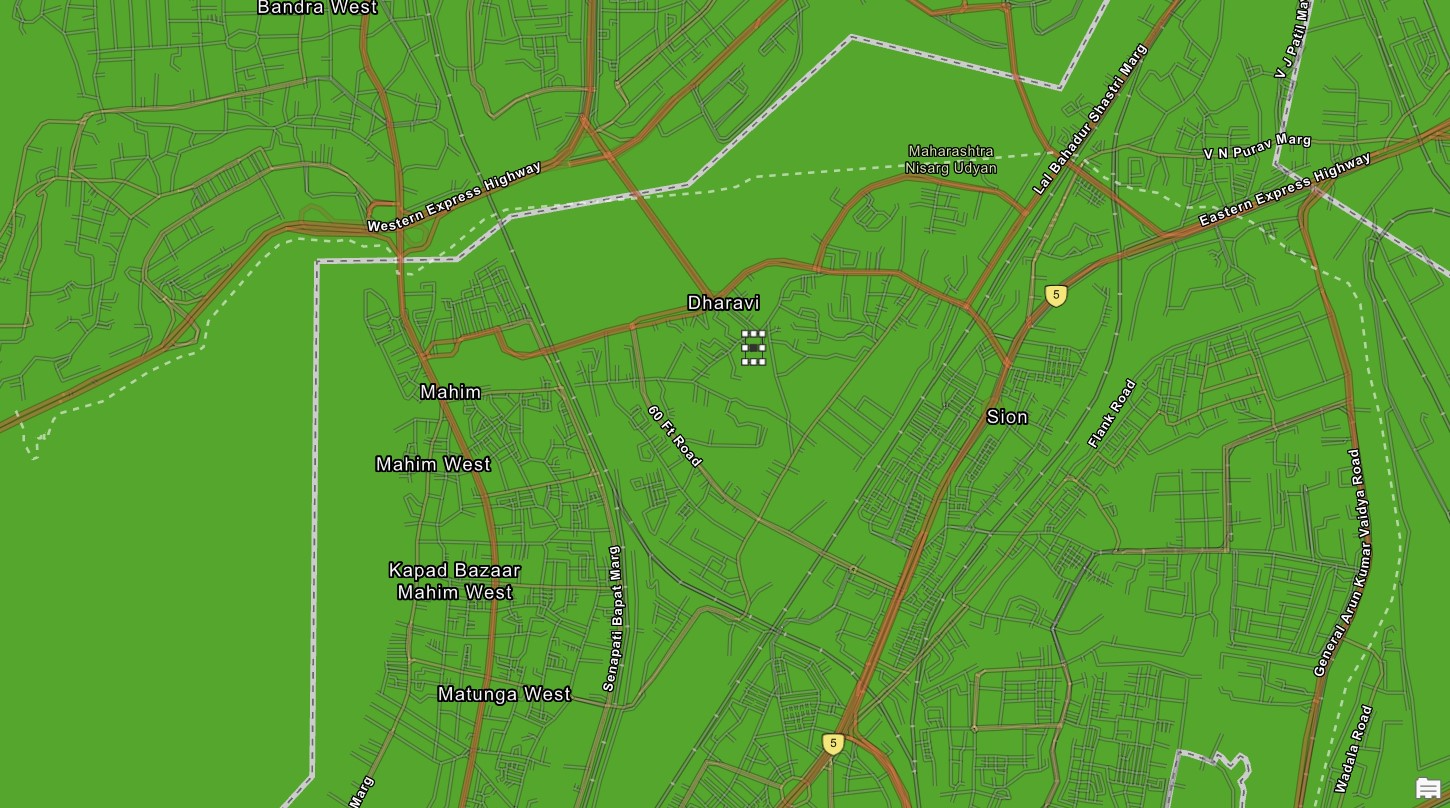 Bandra West
V J Patil Ma
Lal Bahadur Shastri Marg
V N Purav Marg
Maharashtra
Nisarg Udyan
Western Express Highway
Eastern Express Highway
5
Dharavi
Mahim
Sion
Flank Road
60 Ft Road
Mahim West
General Arun Kumar Vaidya Road
Kapad Bazaar
Mahim West
Senapati Bapat Marg
Matunga West
5
Wadala Road
Marg